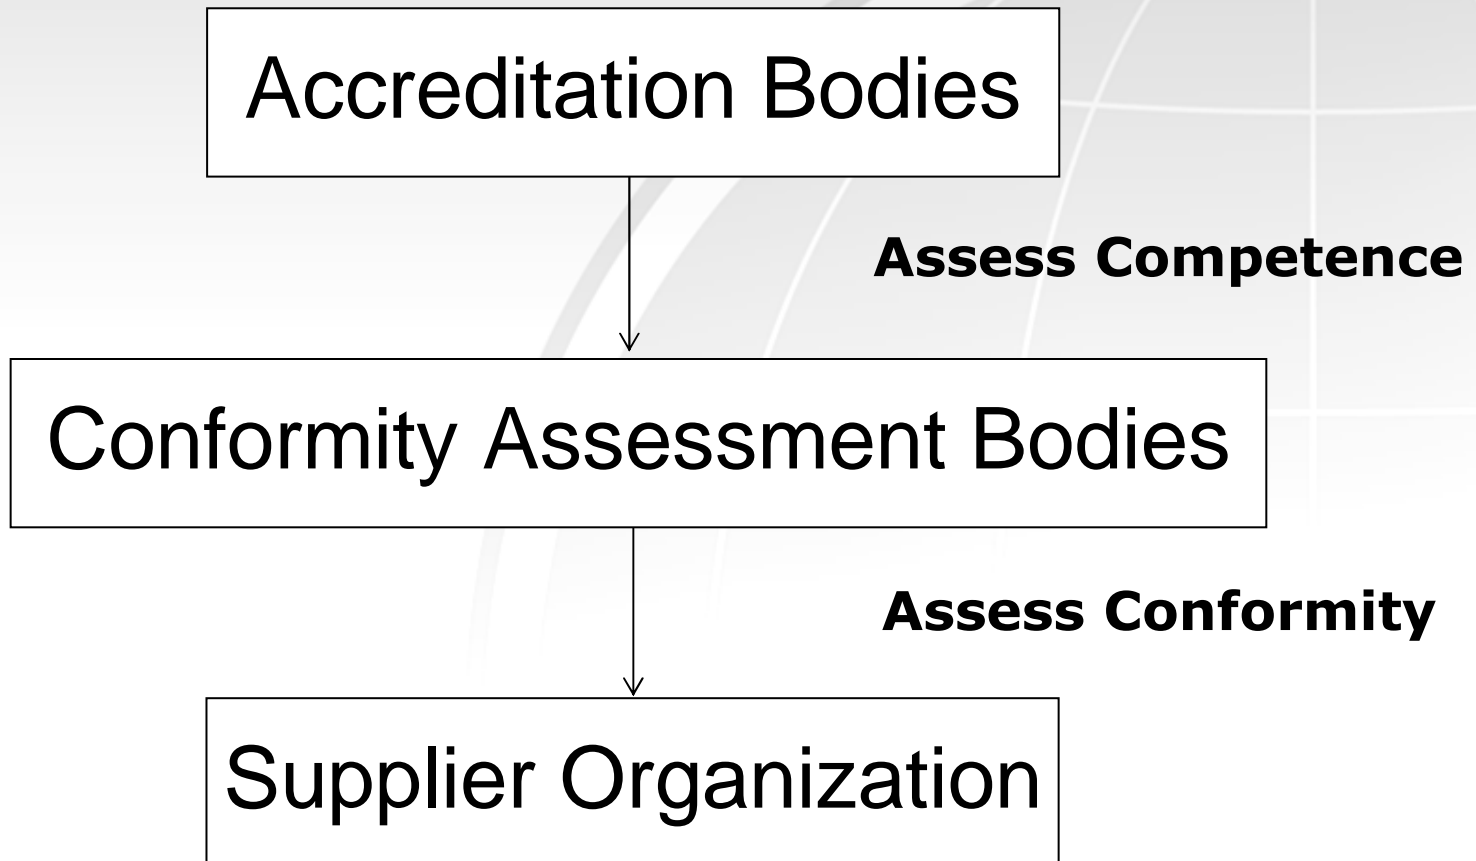 Accreditation Bodies
Assess Competence
Conformity Assessment Bodies
Assess Conformity
Supplier Organization